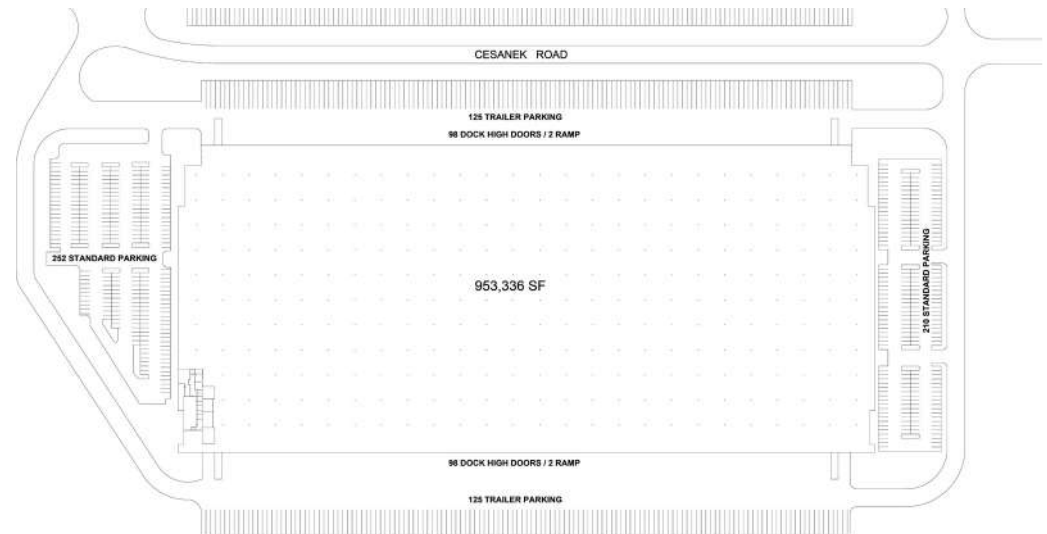 CESANEK ROAD
125 TRAILER PARKING
98 DOCK HIGH DOORS / 2 RAMP
252 STANDARD PARKING
953,336 SF
210 STANDARD PARKING
98 DOCK HIGH DOORS / 2 RAMP
125 TRAILER PARKING